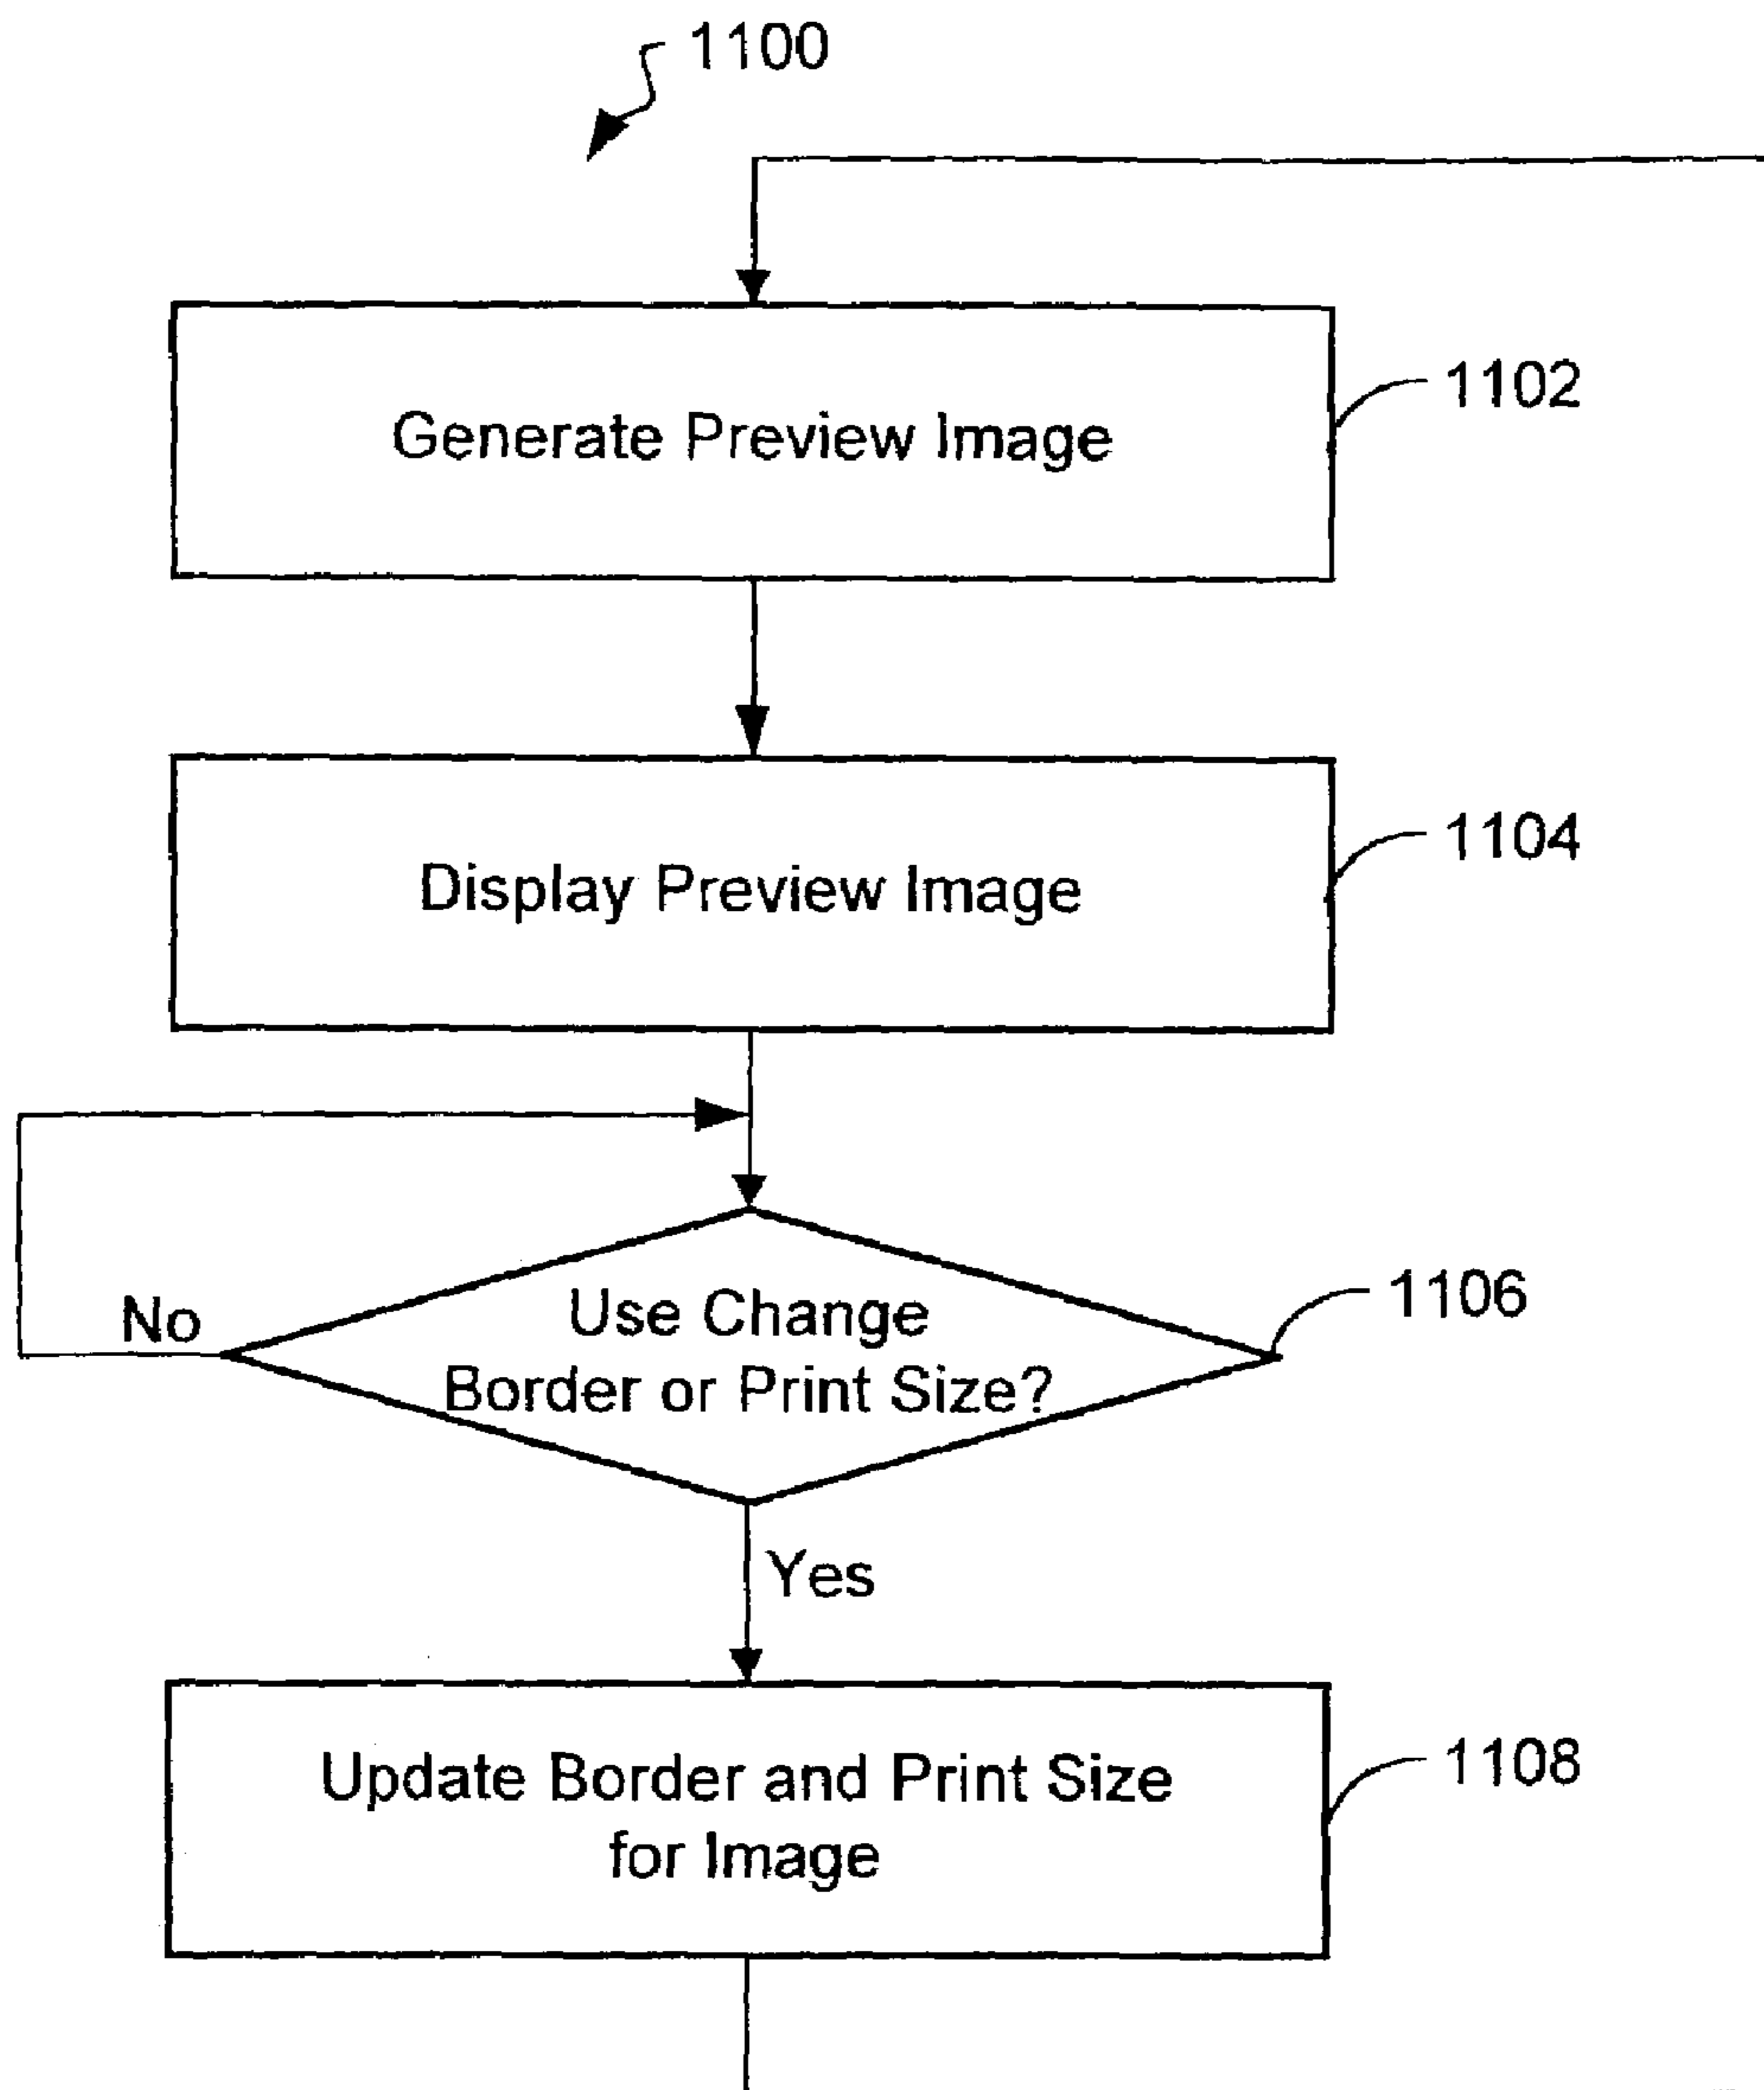 1100
Generate Preview Image
1102
Display Preview Image
1104
Use Change
Border or Print Size?
1106
No
Yes
Update Border and Print Size
for Image
1108